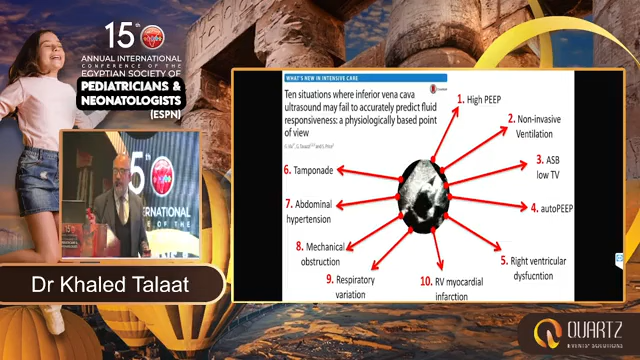 15th
ANNUAL INTERNATIONAL
CONFERENCE OF THE
EGYPTIAN SOCIETY OF
PEDIATRICIANS &
NEONATOLOGISTS
(ESPN)
Dr Khaled Talaat
WHAT'S NEW IN INTENSIVE CARE
Ten situations where inferior vena cava
ultrasound may fail to accurately predict fluid
responsiveness: a physiologically based point
of view
1. High PEEP
2. Non-invasive
Ventilation
3. ASB
low TV
4. autoPEEP
5. Right ventricular
dysfucntion
6. Tamponade
7. Abdominal
hypertension
8. Mechanical
obstruction
9. Respiratory
variation
10. RV myocardial
infarction
QUARTZ
EVENTS' SOLUTIONS